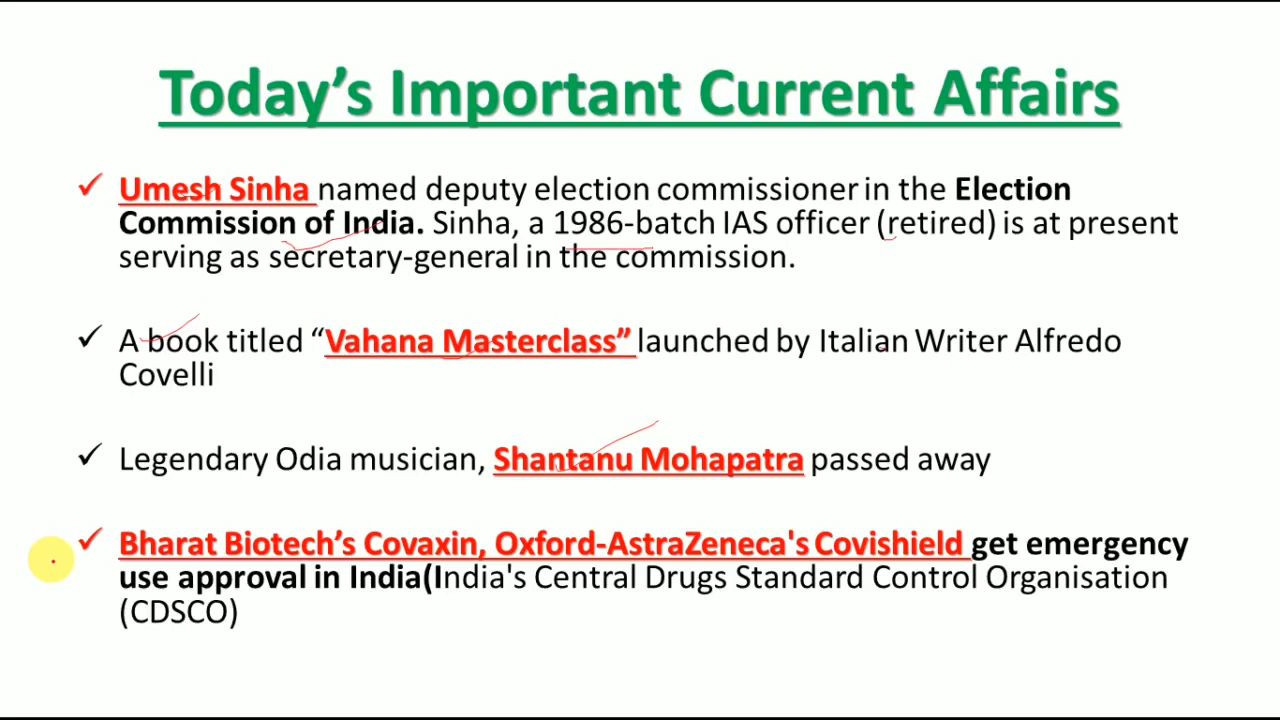 Today’s Important Current Affairs
Umesh Sinha named deputy election commissioner in the Election
Commission of India. Sinha, a 1986-batch IAS officer (retired) is at present
serving as secretary-general in the commission.
A book titled “Vahana Masterclass” launched by Italian Writer Alfredo
Covelli
Legendary Odia musician, Shantanu Mohapatra passed away
Bharat Biotech’s Covaxin, Oxford-AstraZeneca's Covishield get emergency
use approval in India(India's Central Drugs Standard Control Organisation
(CDSCO)